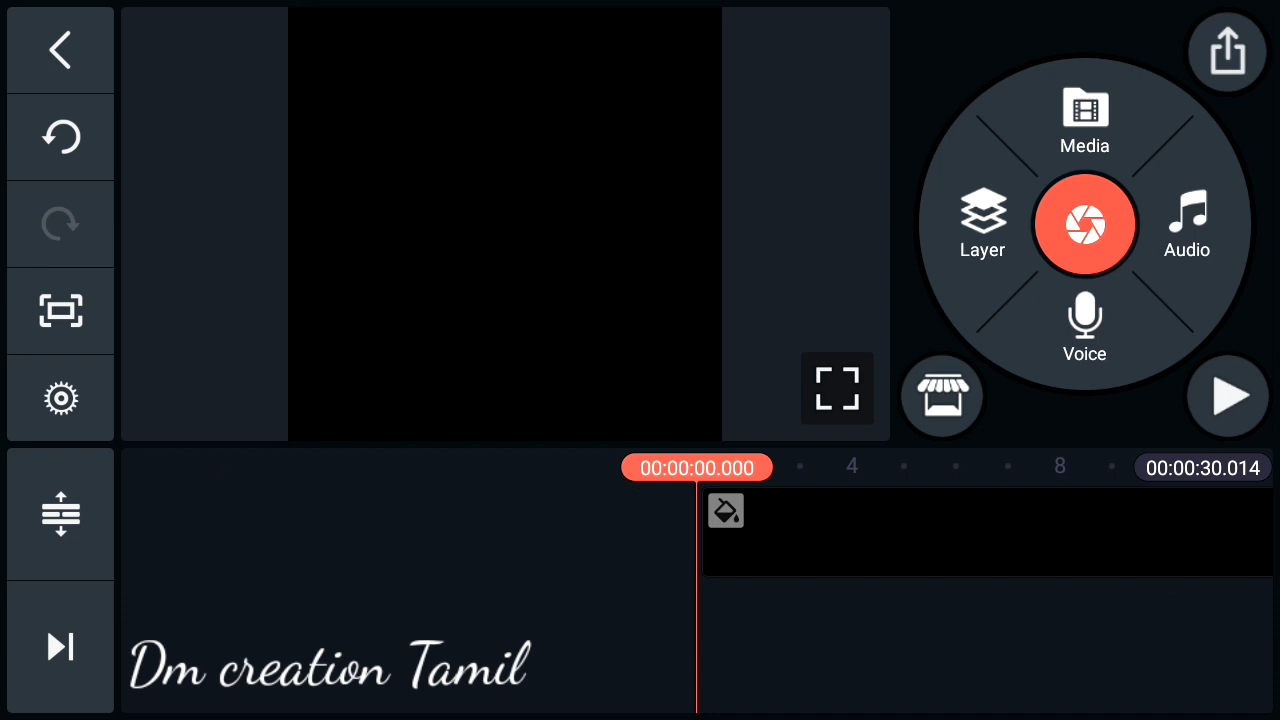 Media
Layer
Audio
Voice
00:00:00.000
4
8
00:00:30.014
Dm creation Tamil